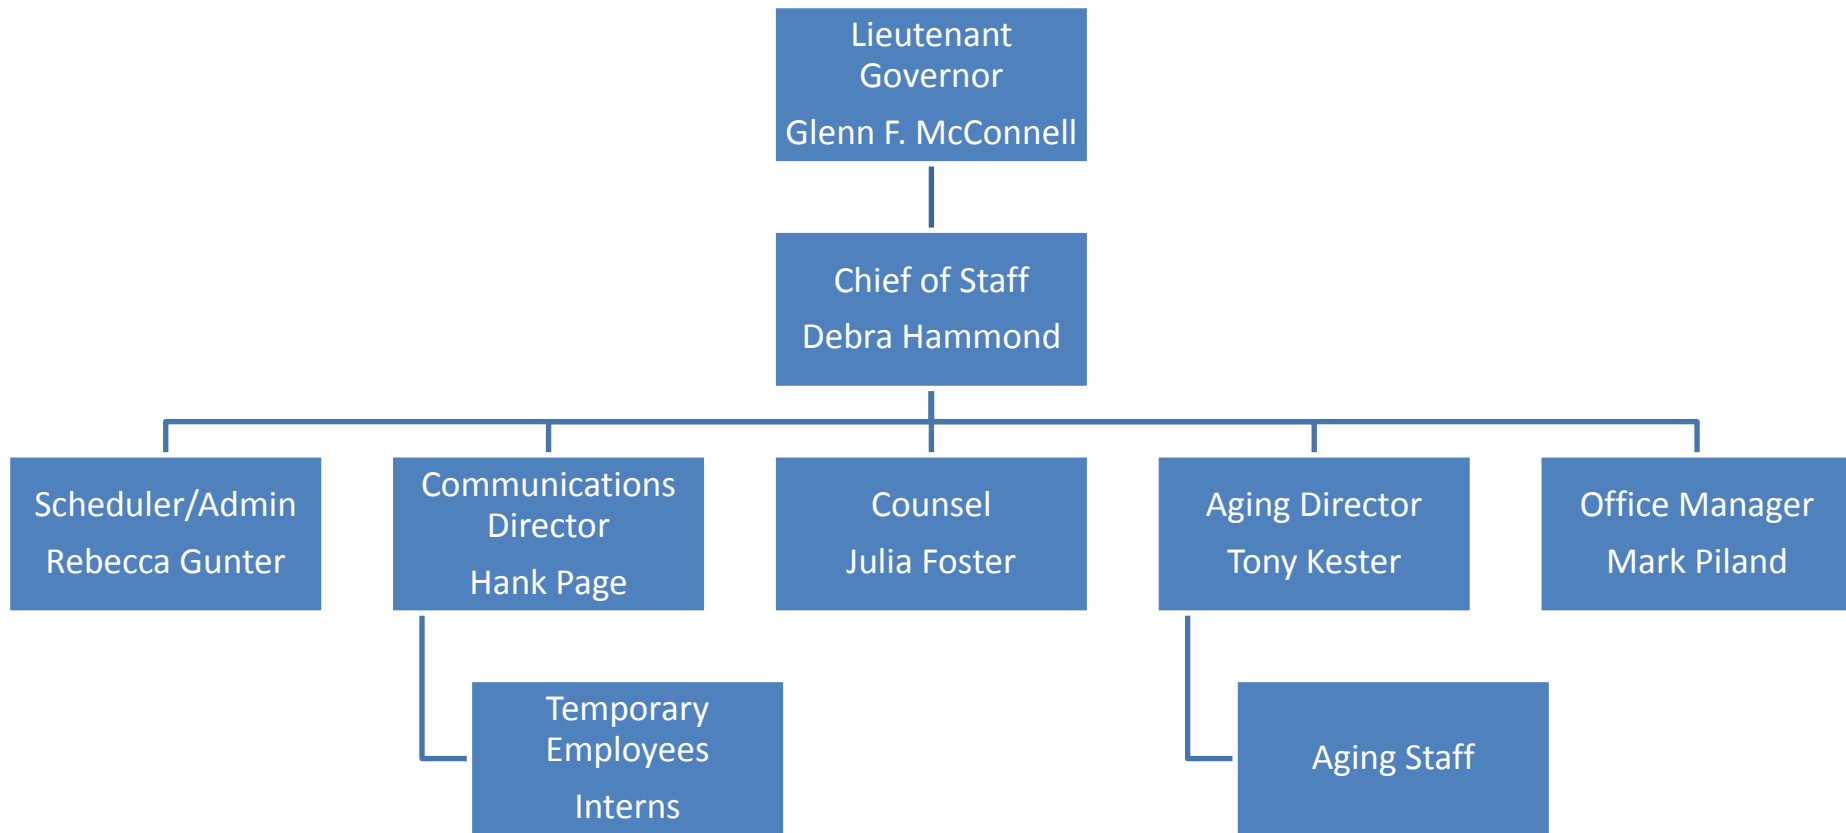 Lieutenant
Governor
Glenn F. McConnell
Chief of Staff
Debra Hammond
Scheduler/Admin
Rebecca Gunter
Communications
Director
Hank Page
Counsel
Julia Foster
Aging Director
Tony Kester
Office Manager
Mark Piland
Temporary
Employees
Interns
Aging Staff